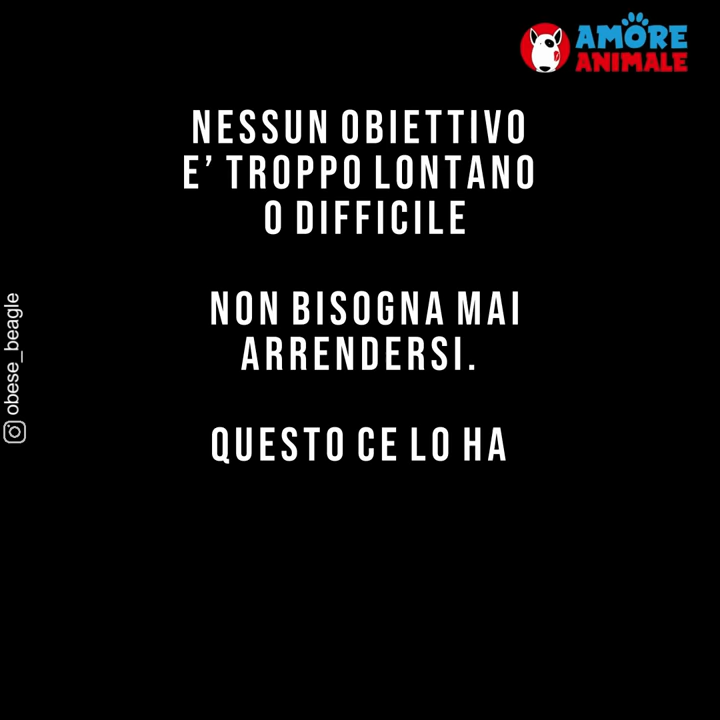 AMORE
ANIMALE
NESSUN OBIETTIVO
E' TROPPO LONTANO
O DIFFICILE
NON BISOGNA MAI
ARRENDERSI.
QUESTO CE LO HA
obese_beagle